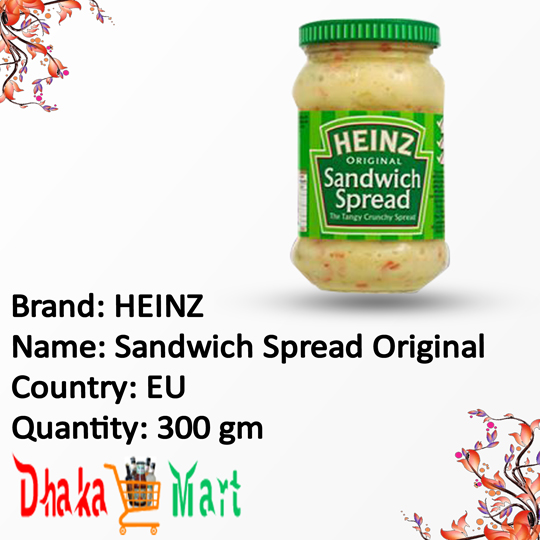 HEINZ
ORIGINAL
Sandwich
Spread
The Tangy Crunchy Spread
Brand: HEINZ
Name: Sandwich Spread Original
Country: EU
Quantity: 300 gm
Dhaka Mart